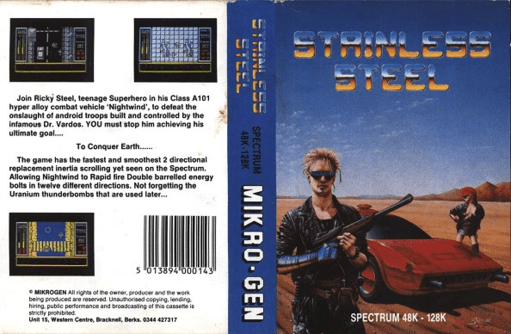 Join Ricky Steel, teenage Superhero in his Class A101
hyper alloy combat vehicle 'Nightwind', to defeat the
onslaught of android troops built and controlled by the
infamous Dr. Vardos. YOU must stop him achieving his
ultimate goal....
To Conquer Earth......
The game has the fastest and smoothest 2 directional
replacement inertia scrolling yet seen on the Spectrum.
Allowing Nightwind to Rapid fire Double barrelled energy
bolts in twelve different directions. Not forgetting the
Uranium thunderbombs that are used later...
5 013894 000143
© MIKROGEN All rights of the owner, producer and the work
being produced are reserved. Unauthorised copying, lending,
hiring, public performance and broadcasting of this cassette is
strictly prohibited.
Unit 15, Western Centre, Bracknell, Berks. 0344 427317
STAINLESS
STEEL
SPECTRUM
48K-128K
MIKRO-GEN
STAINLESS
STEEL
SPECTRUM 48K - 128K